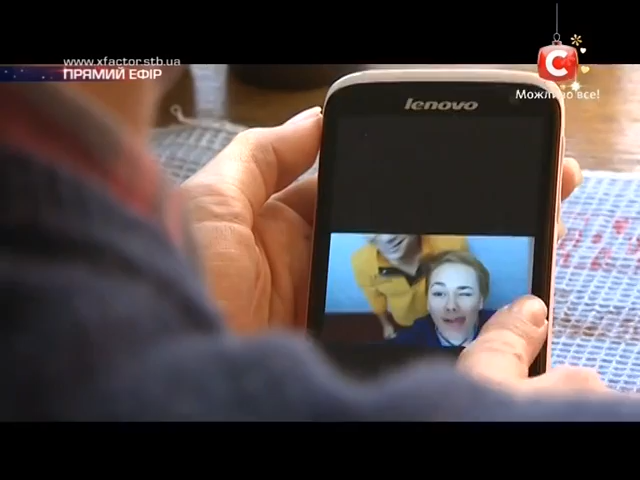 www.xfactor.stb.ua
ПРЯМИЙ ЕФІР
С
Можливо все!
lenovo